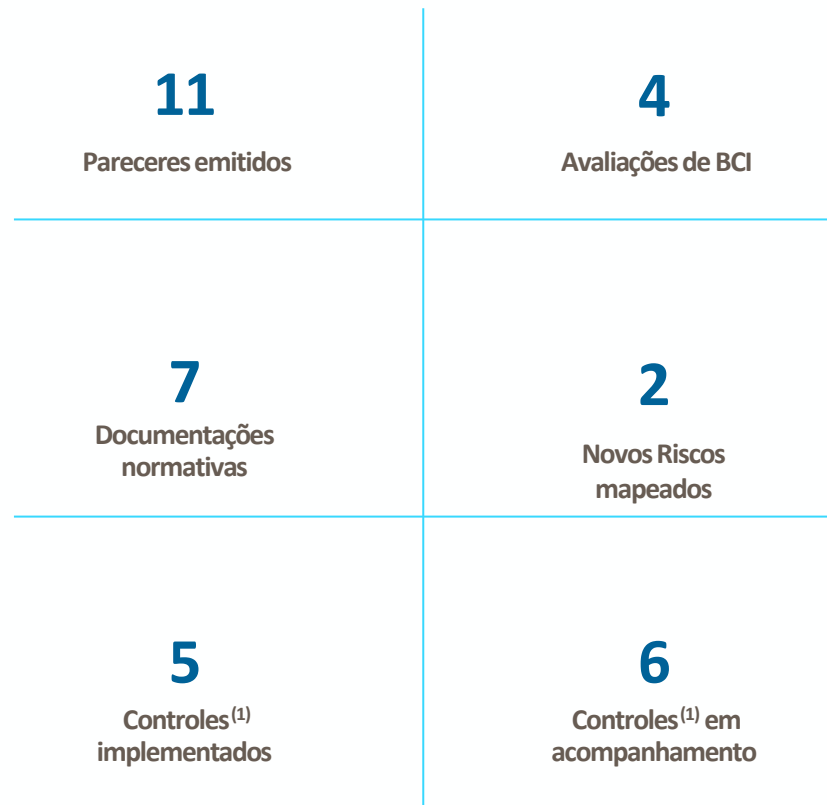 11
Pareceres emitidos
4
Avaliações de BCI
7
Documentações
normativas
2
Novos Riscos
mapeados
5
Controles (1)
implementados
6
Controles (1) em
acompanhamento